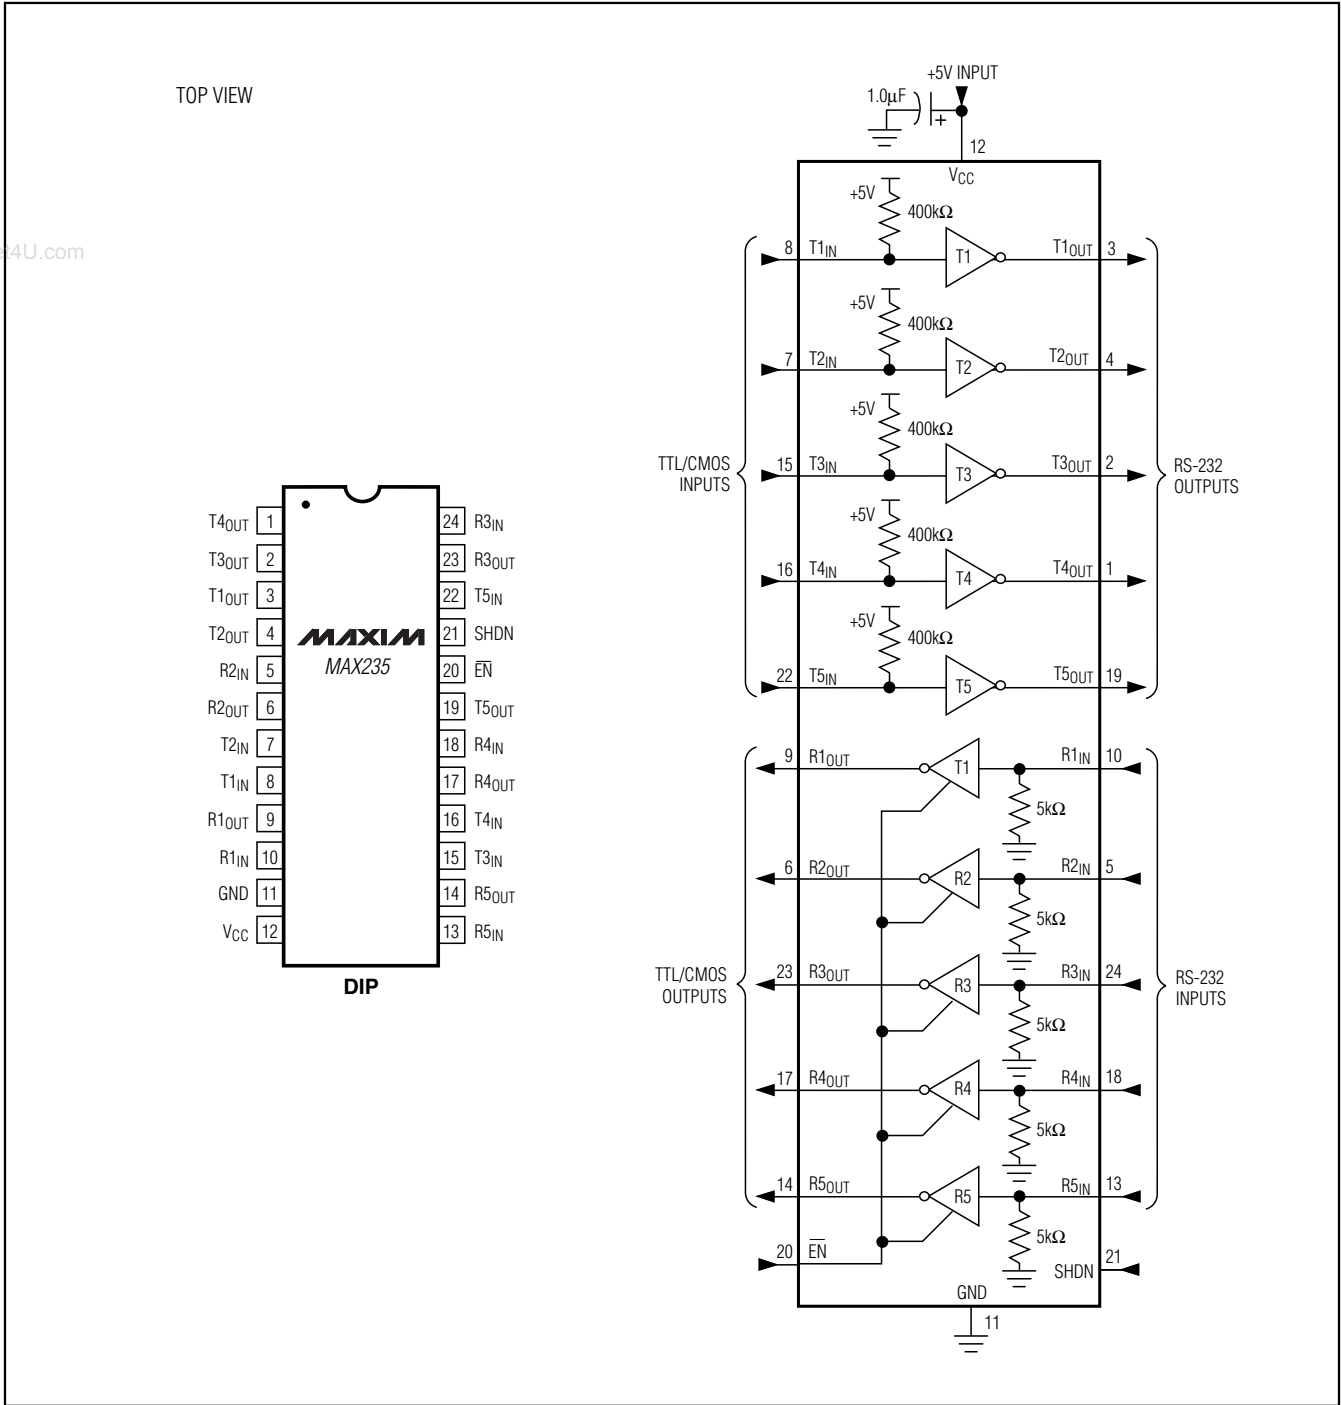 TOP VIEW
t4U.com
T4OUT 1
T3OUT 2
T1OUT 3
T2OUT 4
R2IN 5
R2OUT 6
T2IN 7
T1IN 8
R1OUT 9
R1IN 10
GND 11
VCC 12
24 R3IN
23 R3OUT
22 T5IN
21 SHDN
20 E̅N̅
19 T5OUT
18 R4IN
17 R4OUT
16 T4IN
15 T3IN
14 R5OUT
13 R5IN
MAXIM
MAX235
DIP
+5V INPUT
1.0μF
+
12
VCC
+5V
400kΩ
8 T1IN T1 T1OUT 3
+5V
400kΩ
7 T2IN T2 T2OUT 4
+5V
400kΩ
15 T3IN T3 T3OUT 2
+5V
400kΩ
16 T4IN T4 T4OUT 1
+5V
400kΩ
22 T5IN T5 T5OUT 19
TTL/CMOS
INPUTS
RS-232
OUTPUTS
9 R1OUT T1 R1IN 10
5kΩ
6 R2OUT R2 R2IN 5
5kΩ
23 R3OUT R3 R3IN 24
5kΩ
17 R4OUT R4 R4IN 18
5kΩ
14 R5OUT R5 R5IN 13
5kΩ
TTL/CMOS
OUTPUTS
RS-232
INPUTS
20 E̅N̅
SHDN 21
GND
11